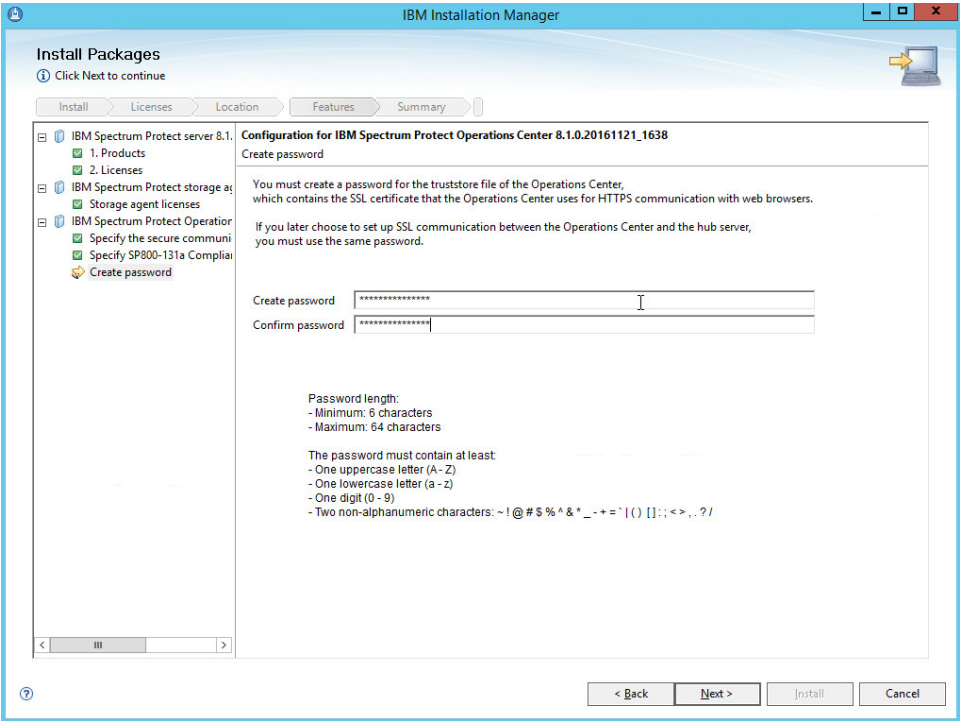 IBM Installation Manager
Install Packages
Click Next to continue
Install
Licenses
Location
Features
Summary
IBM Spectrum Protect server 8.1.
1. Products
2. Licenses
IBM Spectrum Protect storage ag
Storage agent licenses
IBM Spectrum Protect Operation
Specify the secure communi
Specify SP800-131a Complian
Create password
Configuration for IBM Spectrum Protect Operations Center 8.1.0.20161121_1638
Create password
You must create a password for the truststore file of the Operations Center,
which contains the SSL certificate that the Operations Center uses for HTTPS communication with web browsers.
If you later choose to set up SSL communication between the Operations Center and the hub server,
you must use the same password.
Create password ***************
Confirm password ***************
Password length:
- Minimum: 6 characters
- Maximum: 64 characters
The password must contain at least:
- One uppercase letter (A - Z)
- One lowercase letter (a - z)
- One digit (0 - 9)
- Two non-alphanumeric characters: ~ ! @ # $ % ^ & * _ - + = ` | ( ) [ ] : ; < > , . ? /
< Back
Next >
Install
Cancel